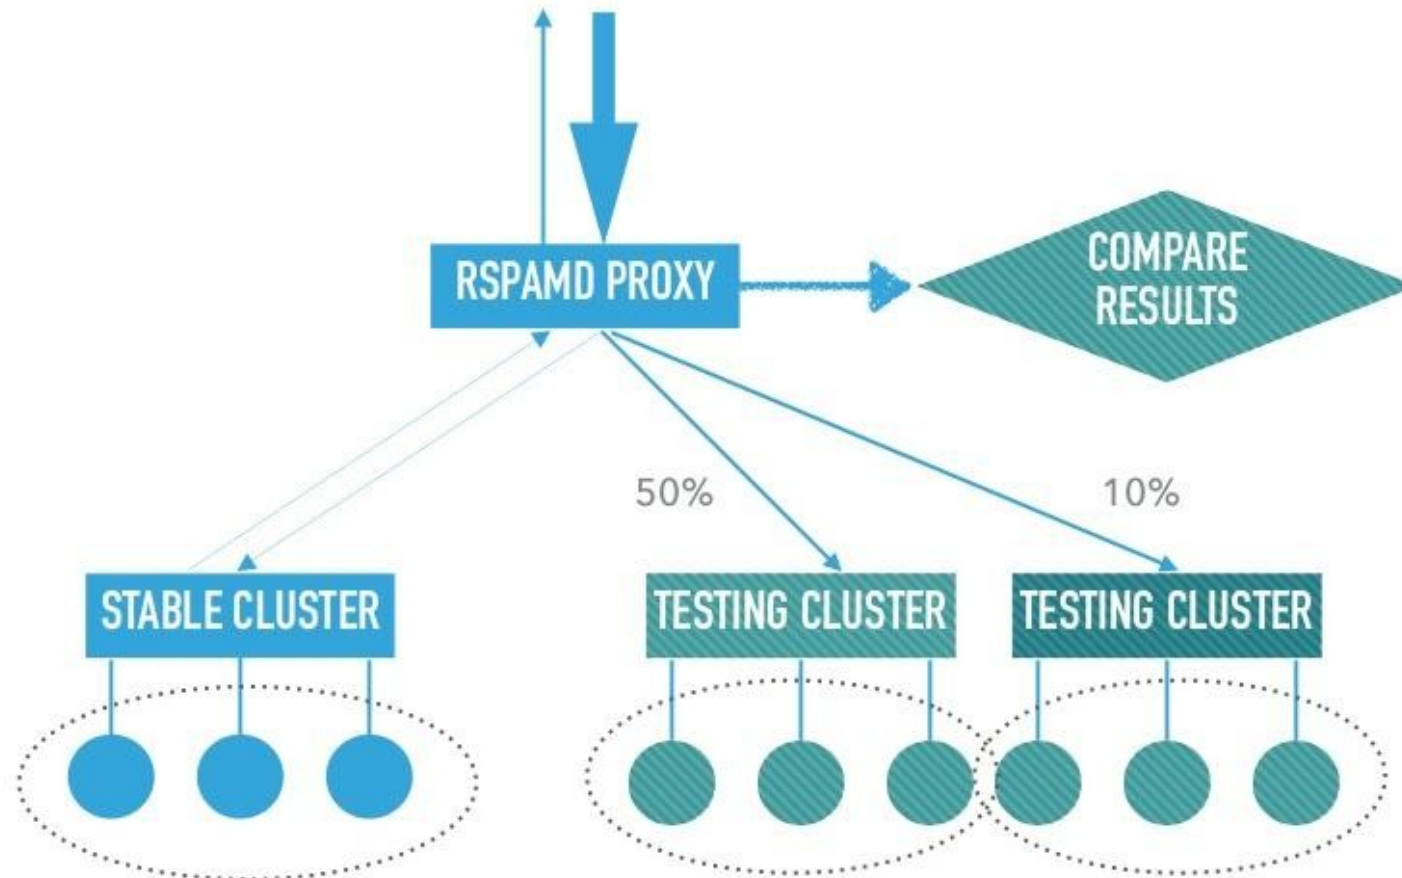 RSPAMD PROXY
COMPARE
RESULTS
50%
10%
STABLE CLUSTER
TESTING CLUSTER
TESTING CLUSTER